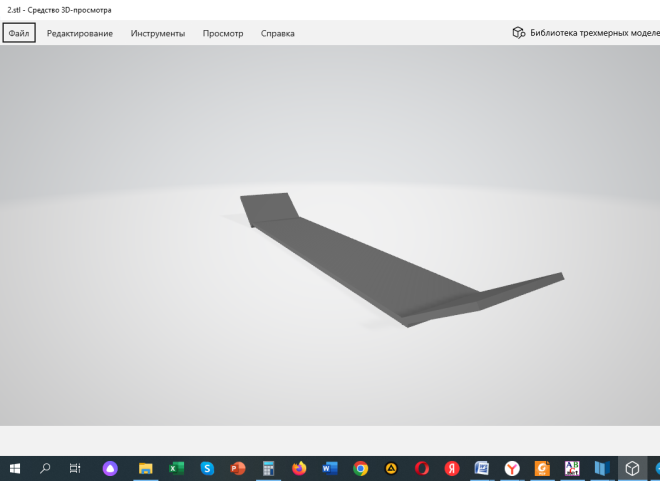 2.stl - Средство 3D-просмотра
Файл Редактирование Инструменты Просмотр Справка Библиотека трехмерных моделе